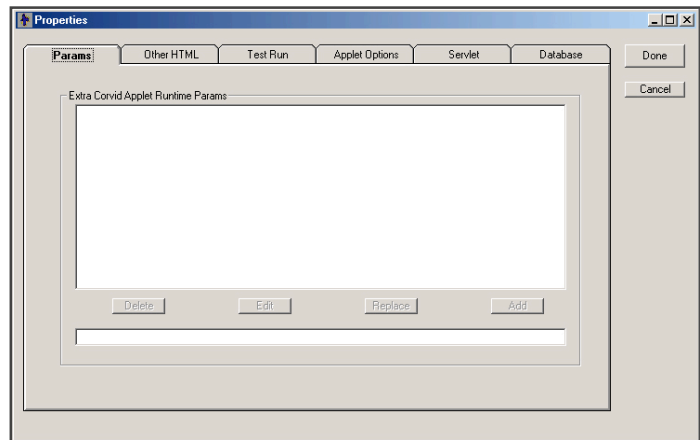 Properties
Params Other HTML Test Run Applet Options Servlet Database Done
Cancel
Extra Corvid Applet Runtime Params
Delete Edit Replace Add